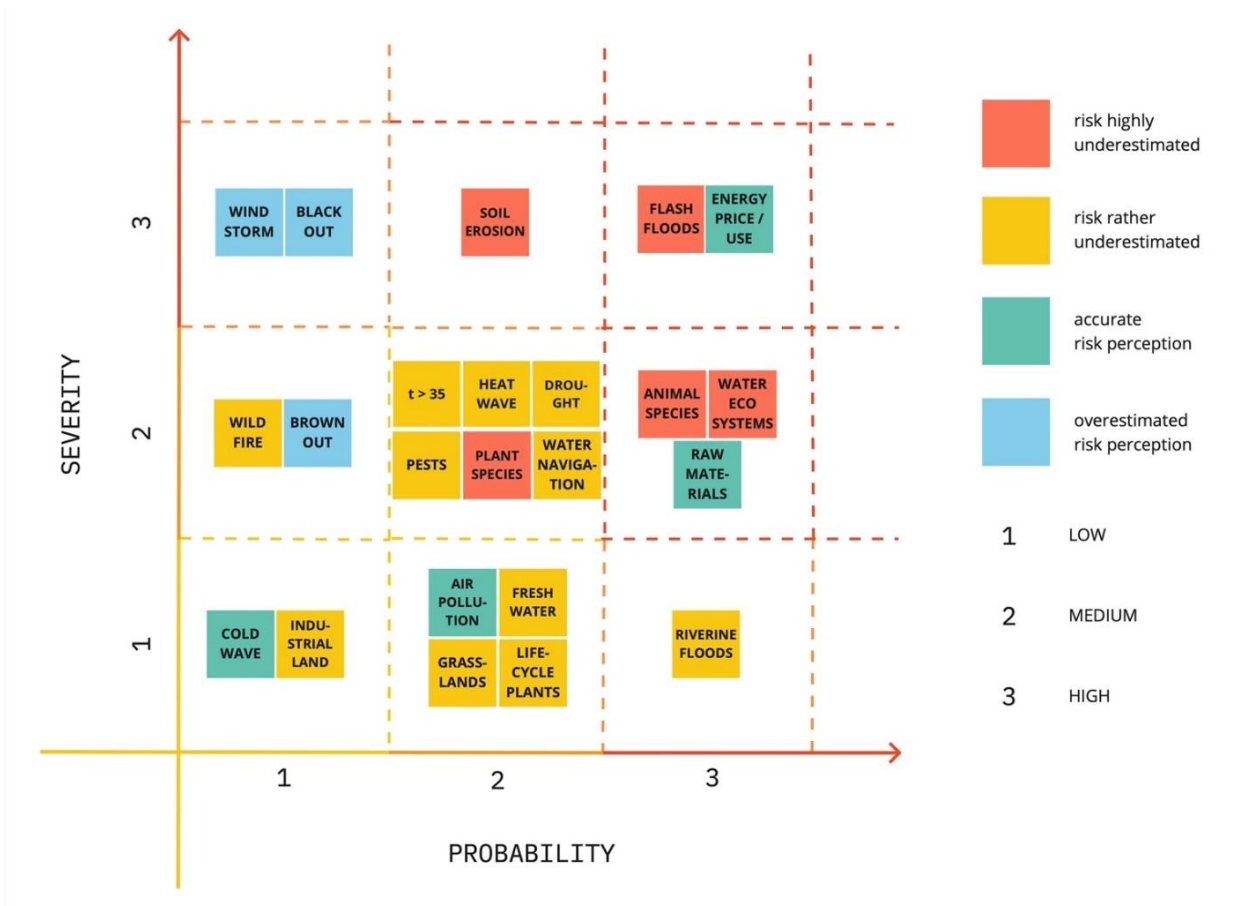 SEVERITY
3
WIND
STORM
BLACK
OUT
SOIL
EROSION
FLASH
FLOODS
ENERGY
PRICE /
USE
2
WILD
FIRE
BROWN
OUT
t > 35
HEAT
WAVE
DROU-
GHT
PESTS
PLANT
SPECIES
WATER
NAVIGA-
TION
ANIMAL
SPECIES
WATER
ECO
SYSTEMS
RAW
MATE-
RIALS
1
COLD
WAVE
INDU-
STRIAL
LAND
AIR
POLLU-
TION
FRESH
WATER
GRASS-
LANDS
LIFE-
CYCLE
PLANTS
RIVERINE
FLOODS
1
2
3
PROBABILITY
risk highly
underestimated
risk rather
underestimated
accurate
risk perception
overestimated
risk perception
1 LOW
2 MEDIUM
3 HIGH